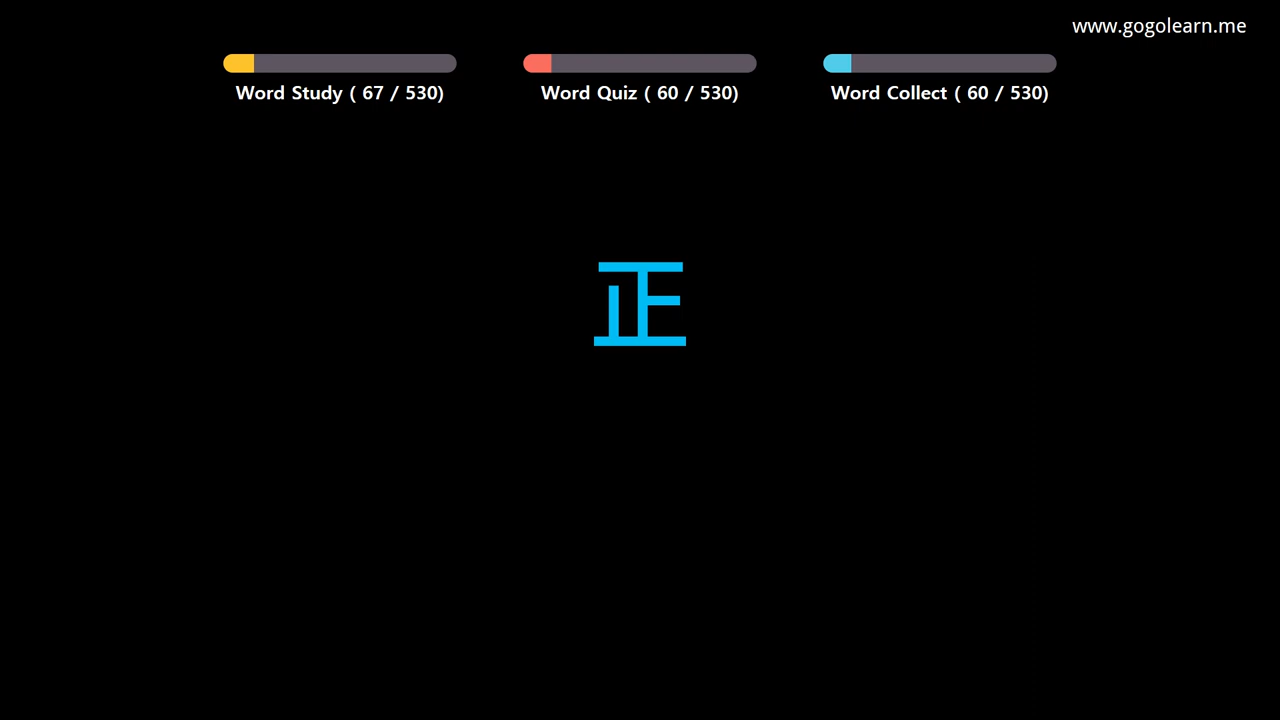 www.gogolearn.me
Word Study ( 67 / 530)
Word Quiz ( 60 / 530)
Word Collect ( 60 / 530)
正